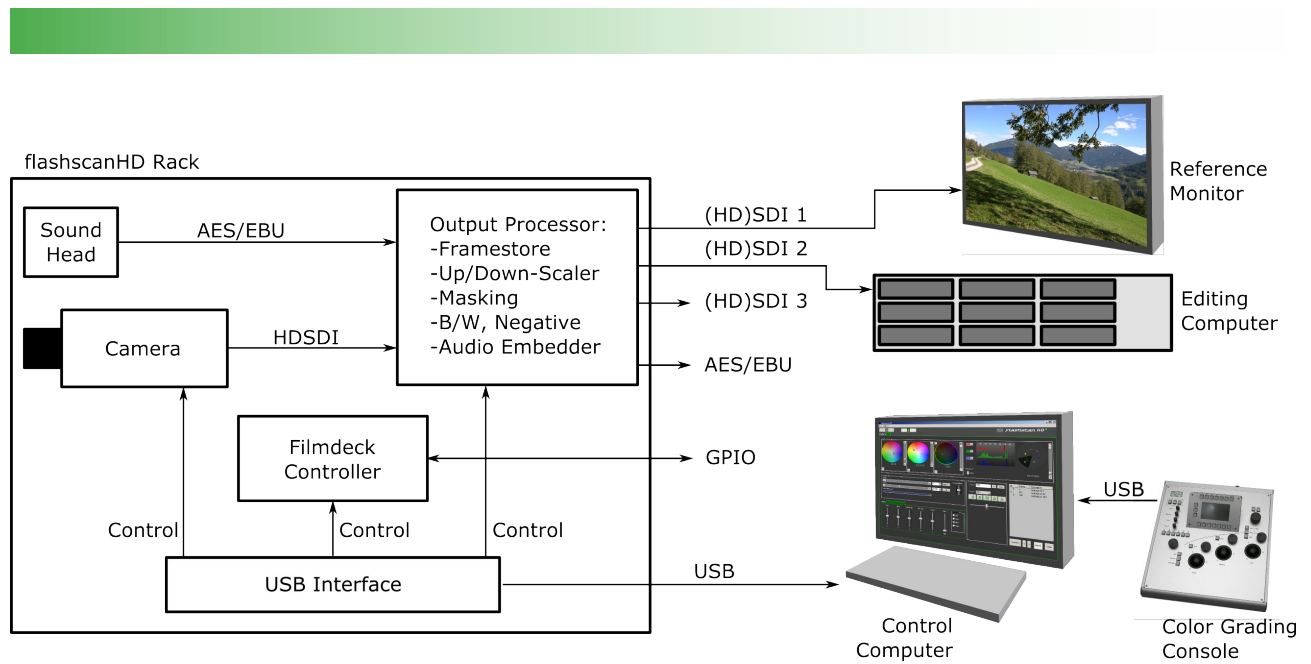 flashscanHD Rack
Sound
Head
AES/EBU
Output Processor:
-Framestore
-Up/Down-Scaler
-Masking
-B/W, Negative
-Audio Embedder
(HD)SDI 1
(HD)SDI 2
(HD)SDI 3
AES/EBU
Reference
Monitor
Editing
Computer
Camera
HDSDI
Filmdeck
Controller
GPIO
Control
Control
Control
USB Interface
USB
USB
Control
Computer
Color Grading
Console